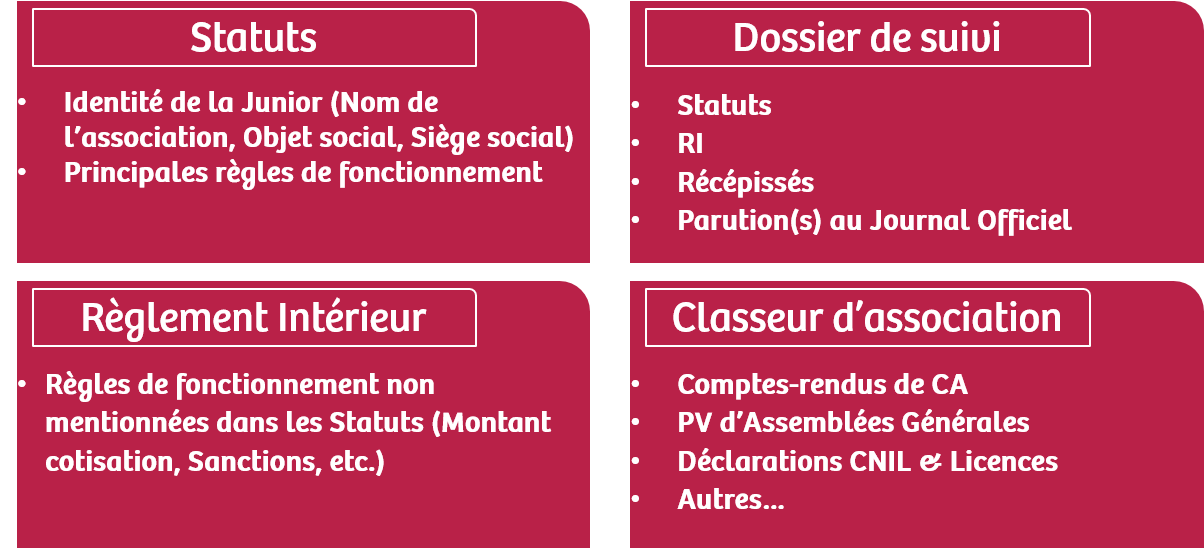 Statuts
• Identité de la Junior (Nom de
l’association, Objet social, Siège social)
• Principales règles de fonctionnement
Dossier de suivi
• Statuts
• RI
• Récépissés
• Parution(s) au Journal Officiel
Règlement Intérieur
• Règles de fonctionnement non
mentionnées dans les Statuts (Montant
cotisation, Sanctions, etc.)
Classeur d’association
• Comptes-rendus de CA
• PV d’Assemblées Générales
• Déclarations CNIL & Licences
• Autres...